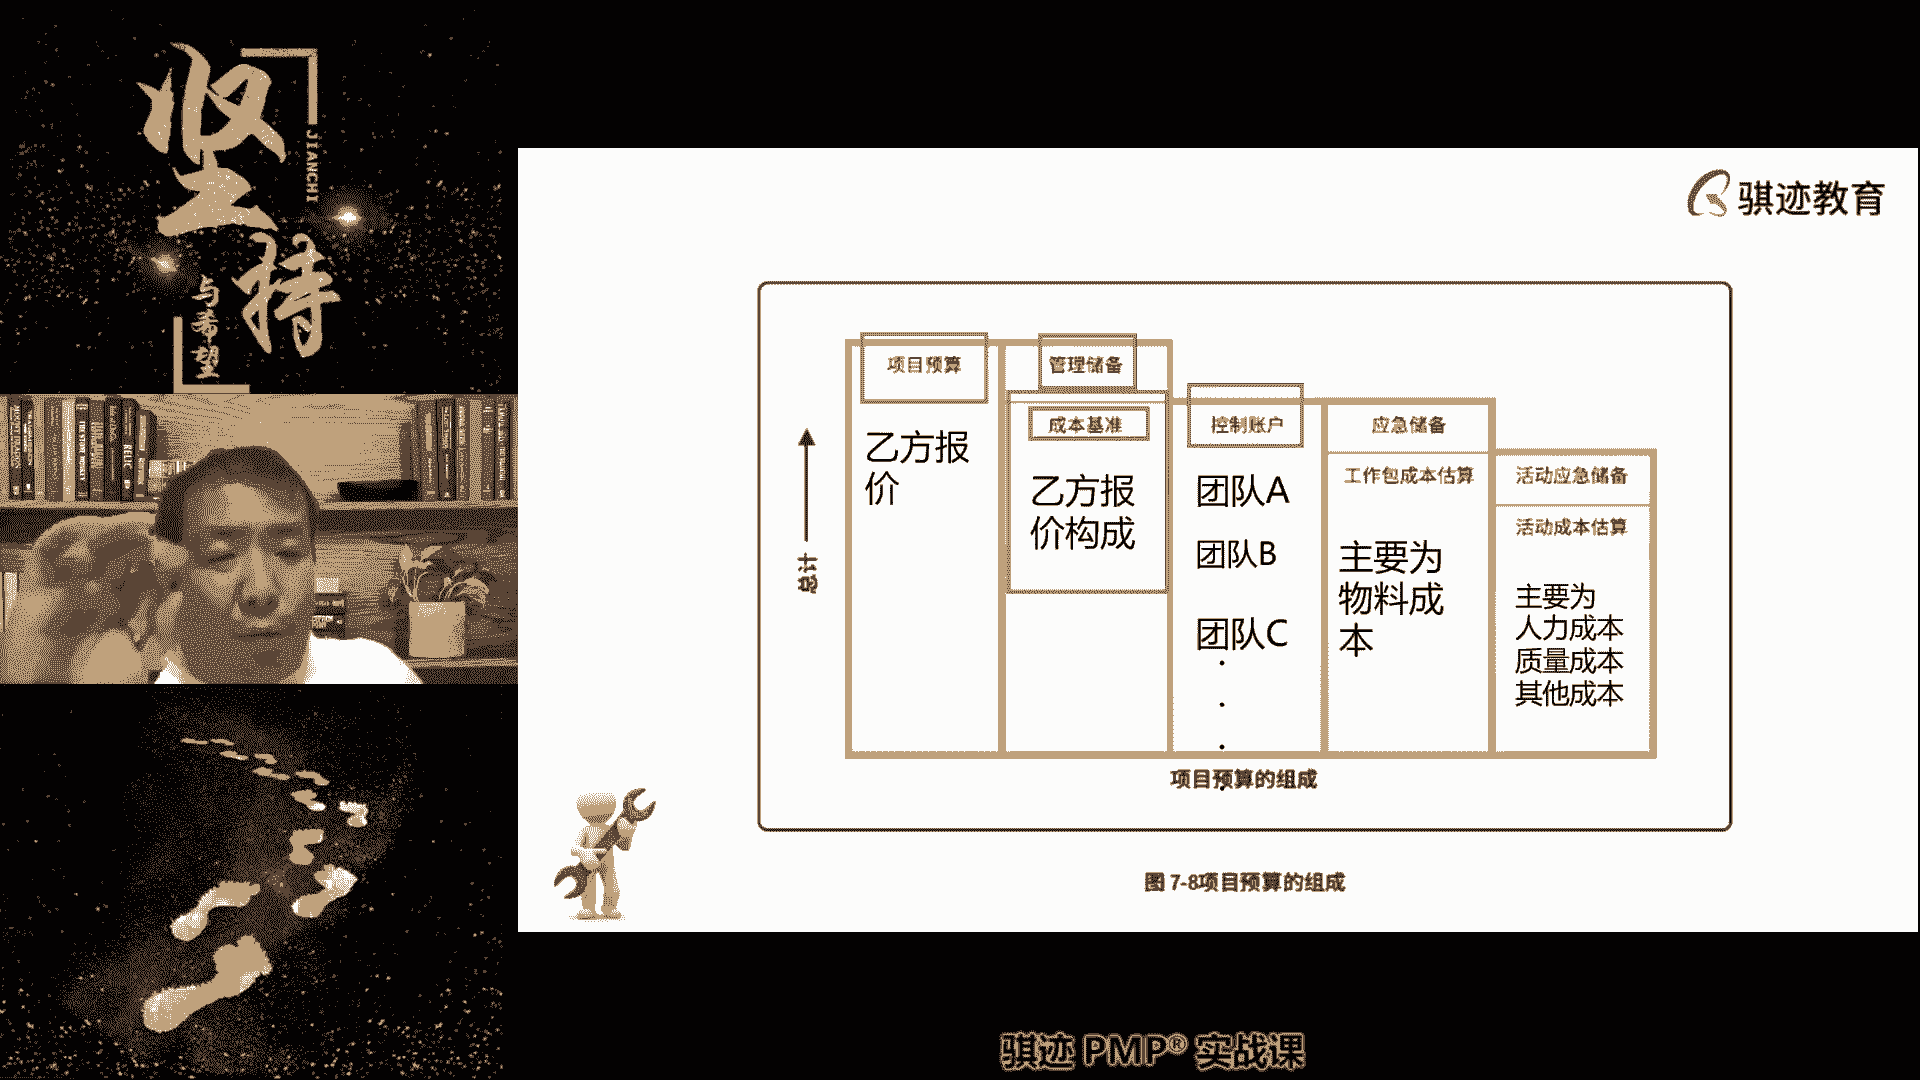 坚持
JIANCHI
与希望
骐迹教育
项目预算
管理储备
成本基准
控制账户
应急储备
工作包成本估算
活动应急储备
活动成本估算
总计
乙方报
价
乙方报
价构成
团队A
团队B
团队C
主要为
物料成
本
主要为
人力成本
质量成本
其他成本
项目预算的组成
图 7-8项目预算的组成
骐迹 PMP® 实战课